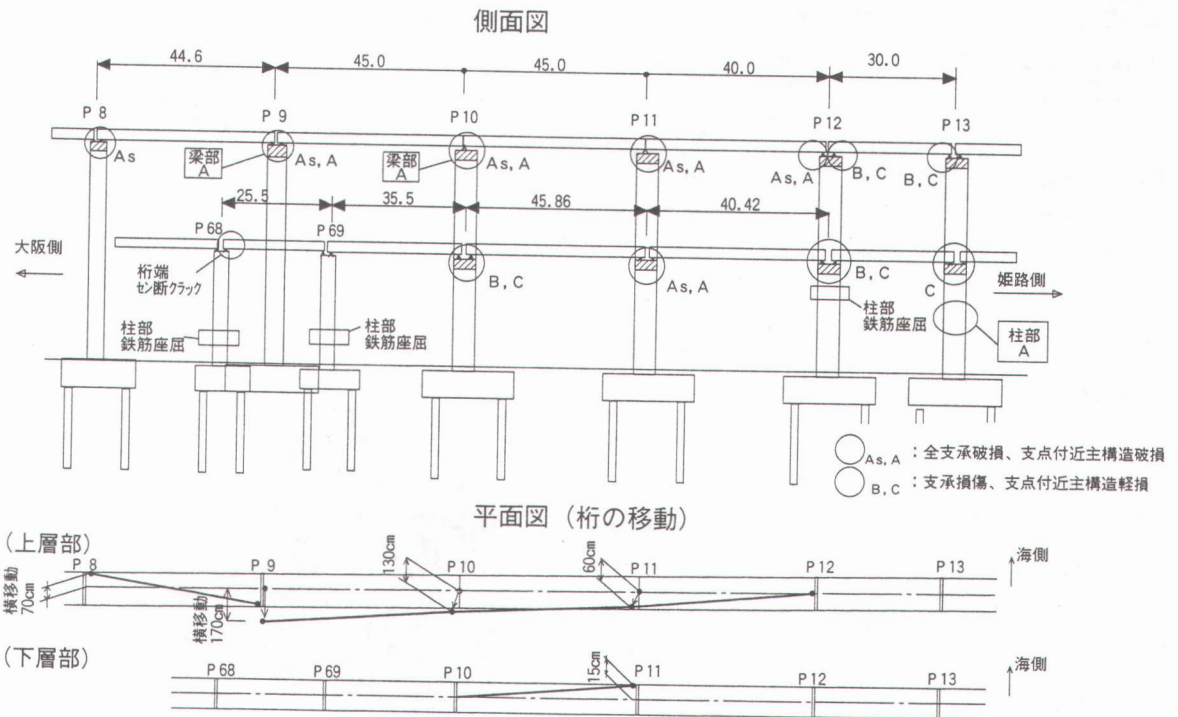 側面図
44.6
45.0
45.0
40.0
30.0
P 8
P 9
P 10
P11
P12
P 13
As
梁部
A
As, A
梁部
A
As, A
As, A
As, A
B, C
B, C
25.5
35.5
45.86
40.42
P 68
P 69
大阪側
桁端
セン断クラック
B, C
As, A
B, C
C
姫路側
柱部
鉄筋座屈
柱部
鉄筋座屈
柱部
鉄筋座屈
柱部
A
As, A ：全支承破損、支点付近主構造破損
B, C ：支承損傷、支点付近主構造軽損
平面図（桁の移動）
(上層部)
P 8
P 9
P 10
P 11
P 12
P 13
海側
横移動
70cm
横移動
170cm
130cm
60cm
(下層部)
P 68
P 69
P 10
P 11
P 12
P 13
海側
15cm